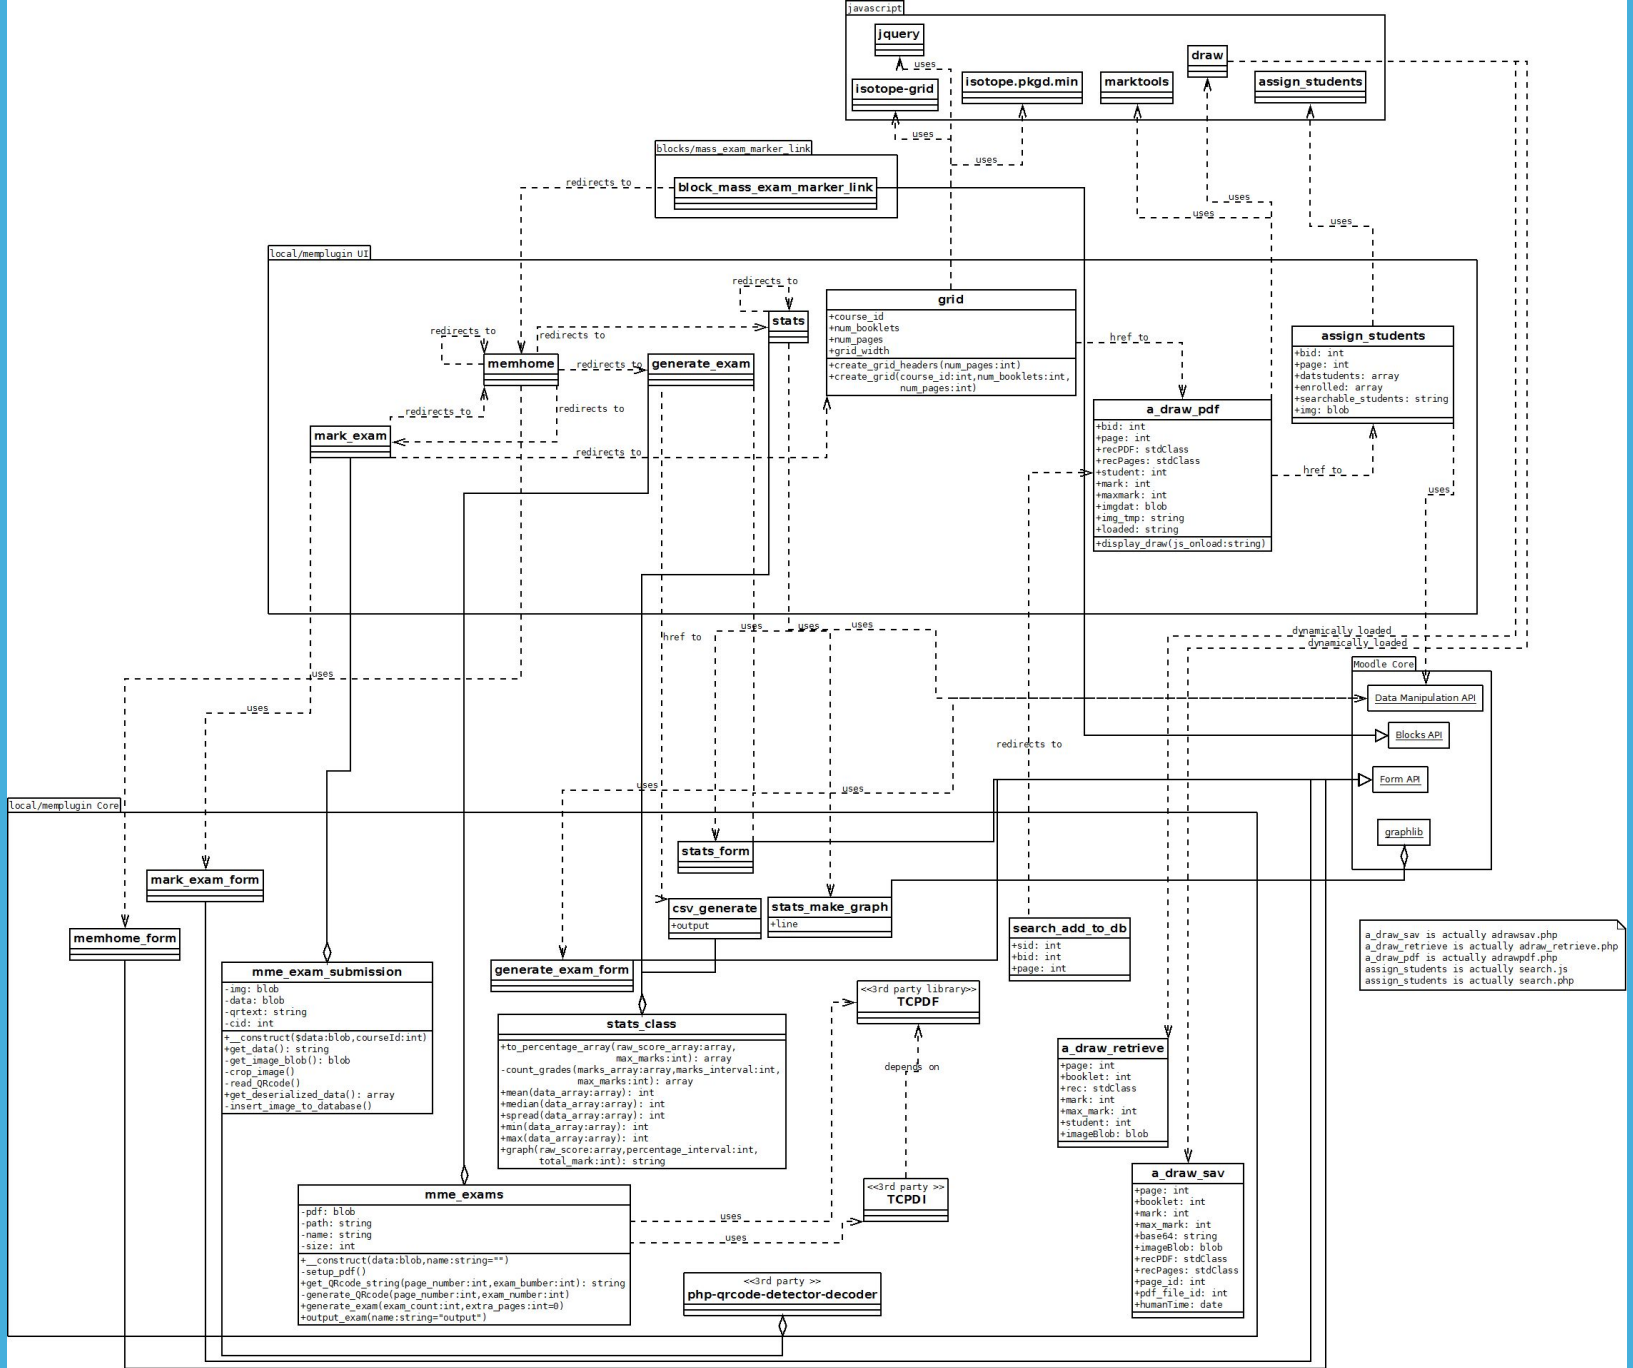 javascript
jquery
uses
isotope-grid
isotope.pkgd.min
marktools
draw
assign_students
uses
uses
blocks/mass_exam_marker_link
block_mass_exam_marker_link
redirects to
uses
uses
uses
local/memplugin UI
redirects to
stats
redirects to
redirects to
memhome
redirects to
generate_exam
redirects to
redirects to
mark_exam
redirects to
grid
+course_id
+num_booklets
+num_pages
+grid_width
+create_grid_headers(num_pages:int)
+create_grid(course_id:int,num_booklets:int,
num_pages:int)
href to
a_draw_pdf
+bid: int
+page: int
+recPDF: stdClass
+recPages: stdClass
+student: int
+mark: int
+maxmark: int
+imgdat: blob
+img_tmp: string
+loaded: string
+display_draw(js_onload:string)
href to
assign_students
+bid: int
+page: int
+datstudents: array
+enrolled: array
+searchable_students: string
+img: blob
uses
href to
uses
uses
uses
dynamically loaded
dynamically loaded
uses
uses
redirects to
uses
uses
Moodle Core
Data Manipulation API
Blocks API
Form API
graphlib
local/memplugin Core
mark_exam_form
memhome_form
stats_form
csv_generate
+output
stats_make_graph
+line
generate_exam_form
search_add_to_db
+sid: int
+bid: int
+page: int
a_draw_sav is actually adrawsav.php
a_draw_retrieve is actually adraw_retrieve.php
a_draw_pdf is actually adrawpdf.php
assign_students is actually search.js
assign_students is actually search.php
mme_exam_submission
-img: blob
-data: blob
-qrtext: string
-cid: int
+__construct($data:blob,courseId:int)
+get_data(): string
-get_image_blob(): blob
-crop_image()
-read_QRcode()
+get_deserialized_data(): array
-insert_image_to_database()
stats_class
+to_percentage_array(raw_score_array:array,
max_marks:int): array
-count_grades(marks_array:array,marks_interval:int,
max_marks:int): array
+mean(data_array:array): int
+median(data_array:array): int
+spread(data_array:array): int
+min(data_array:array): int
+max(data_array:array): int
+graph(raw_score:array,percentage_interval:int,
total_mark:int): string
<<3rd party library>>
TCPDF
depends on
<<3rd party >>
TCPDI
a_draw_retrieve
+page: int
+booklet: int
+rec: stdClass
+mark: int
+max_mark: int
+student: int
+imageBlob: blob
a_draw_sav
+page: int
+booklet: int
+mark: int
+max_mark: int
+base64: string
+imageBlob: blob
+recPDF: stdClass
+recPages: stdClass
+page_id: int
+pdf_file_id: int
+humanTime: date
mme_exams
-pdf: blob
-path: string
-name: string
-size: int
+__construct(data:blob,name:string="")
-setup_pdf()
+get_QRcode_string(page_number:int,exam_bumber:int): string
-generate_QRcode(page_number:int,exam_number:int)
+generate_exam(exam_count:int,extra_pages:int=0)
+output_exam(name:string="output")
uses
uses
<<3rd party >>
php-qrcode-detector-decoder